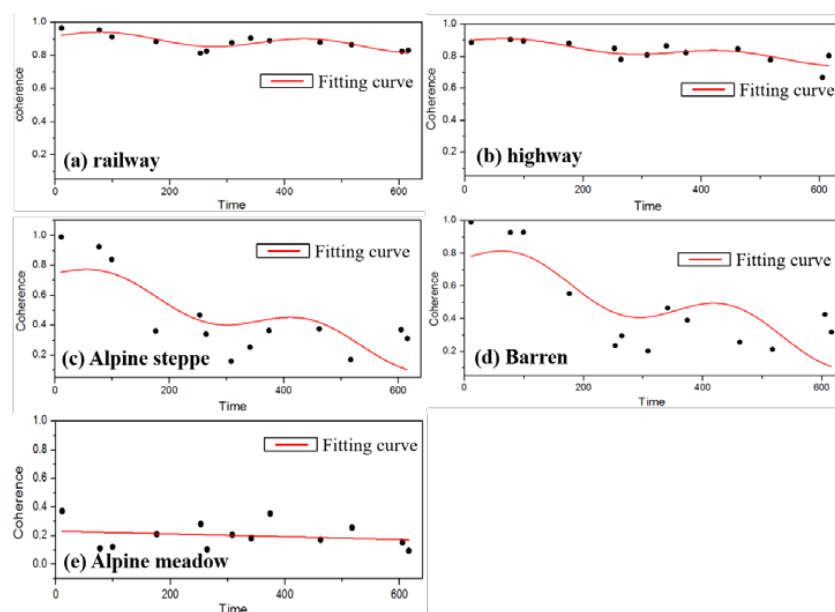 1.0
0.8
0.6
0.4
0.2
coherence
Fitting curve
(a) railway
0
200
400
600
Time
1.0
0.8
0.6
0.4
0.2
Coherence
Fitting curve
(b) highway
0
200
400
600
Time
1.0
0.8
0.6
0.4
0.2
Coherence
Fitting curve
(c) Alpine steppe
0
200
400
600
Time
1.0
0.8
0.6
0.4
0.2
Coherence
Fitting curve
(d) Barren
0
200
400
600
Time
1.0
0.8
0.6
0.4
0.2
0.0
Coherence
Fitting curve
(e) Alpine meadow
0
200
400
600
Time